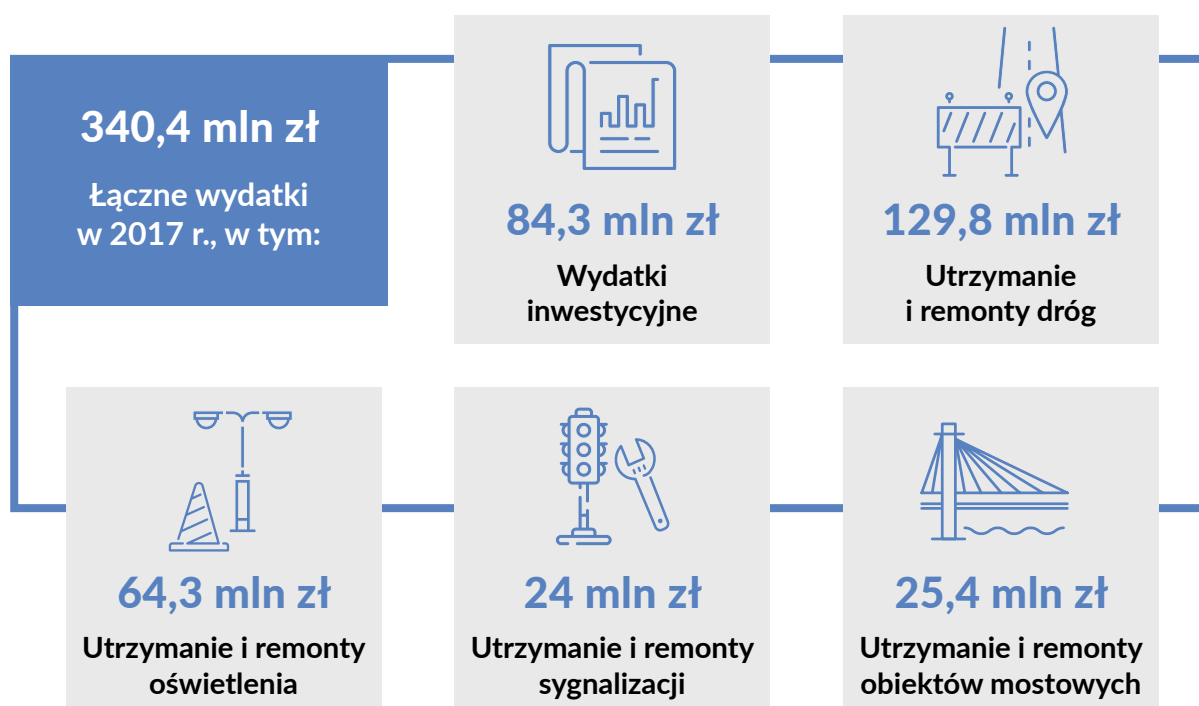 340,4 mln zł
Łączne wydatki
w 2017 r., w tym:
84,3 mln zł
Wydatki
inwestycyjne
129,8 mln zł
Utrzymanie
i remonty dróg
64,3 mln zł
Utrzymanie i remonty
oświetlenia
24 mln zł
Utrzymanie i remonty
sygnalizacji
25,4 mln zł
Utrzymanie i remonty
obiektów mostowych